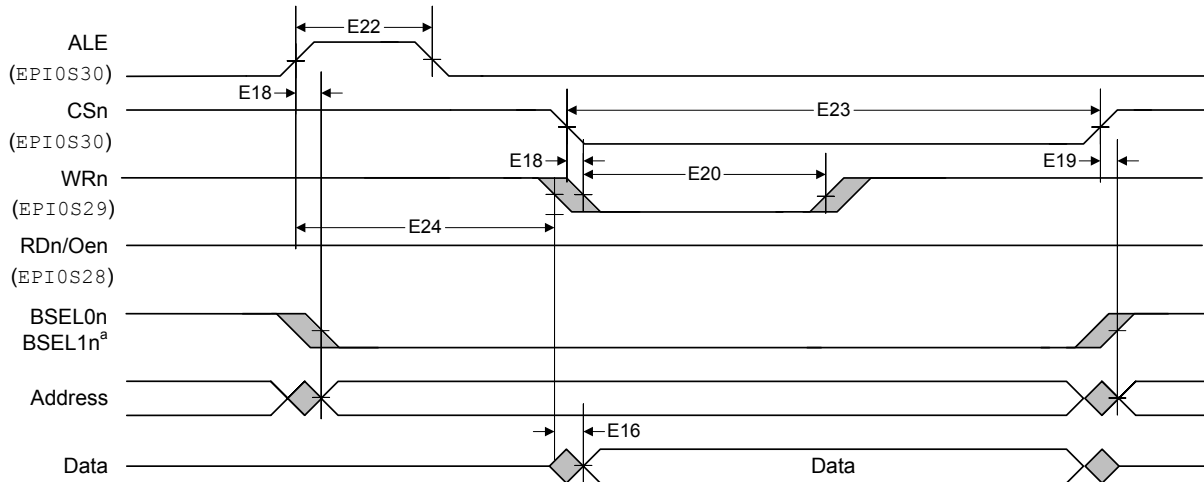 E22
ALE
(EPI0S30)
E18
CSn
E23
(EPI0S30)
E18
E19
WRn
E20
(EPI0S29)
E24
RDn/Oen
(EPI0S28)
BSEL0n
BSEL1nᵃ
Address
E16
Data
Data